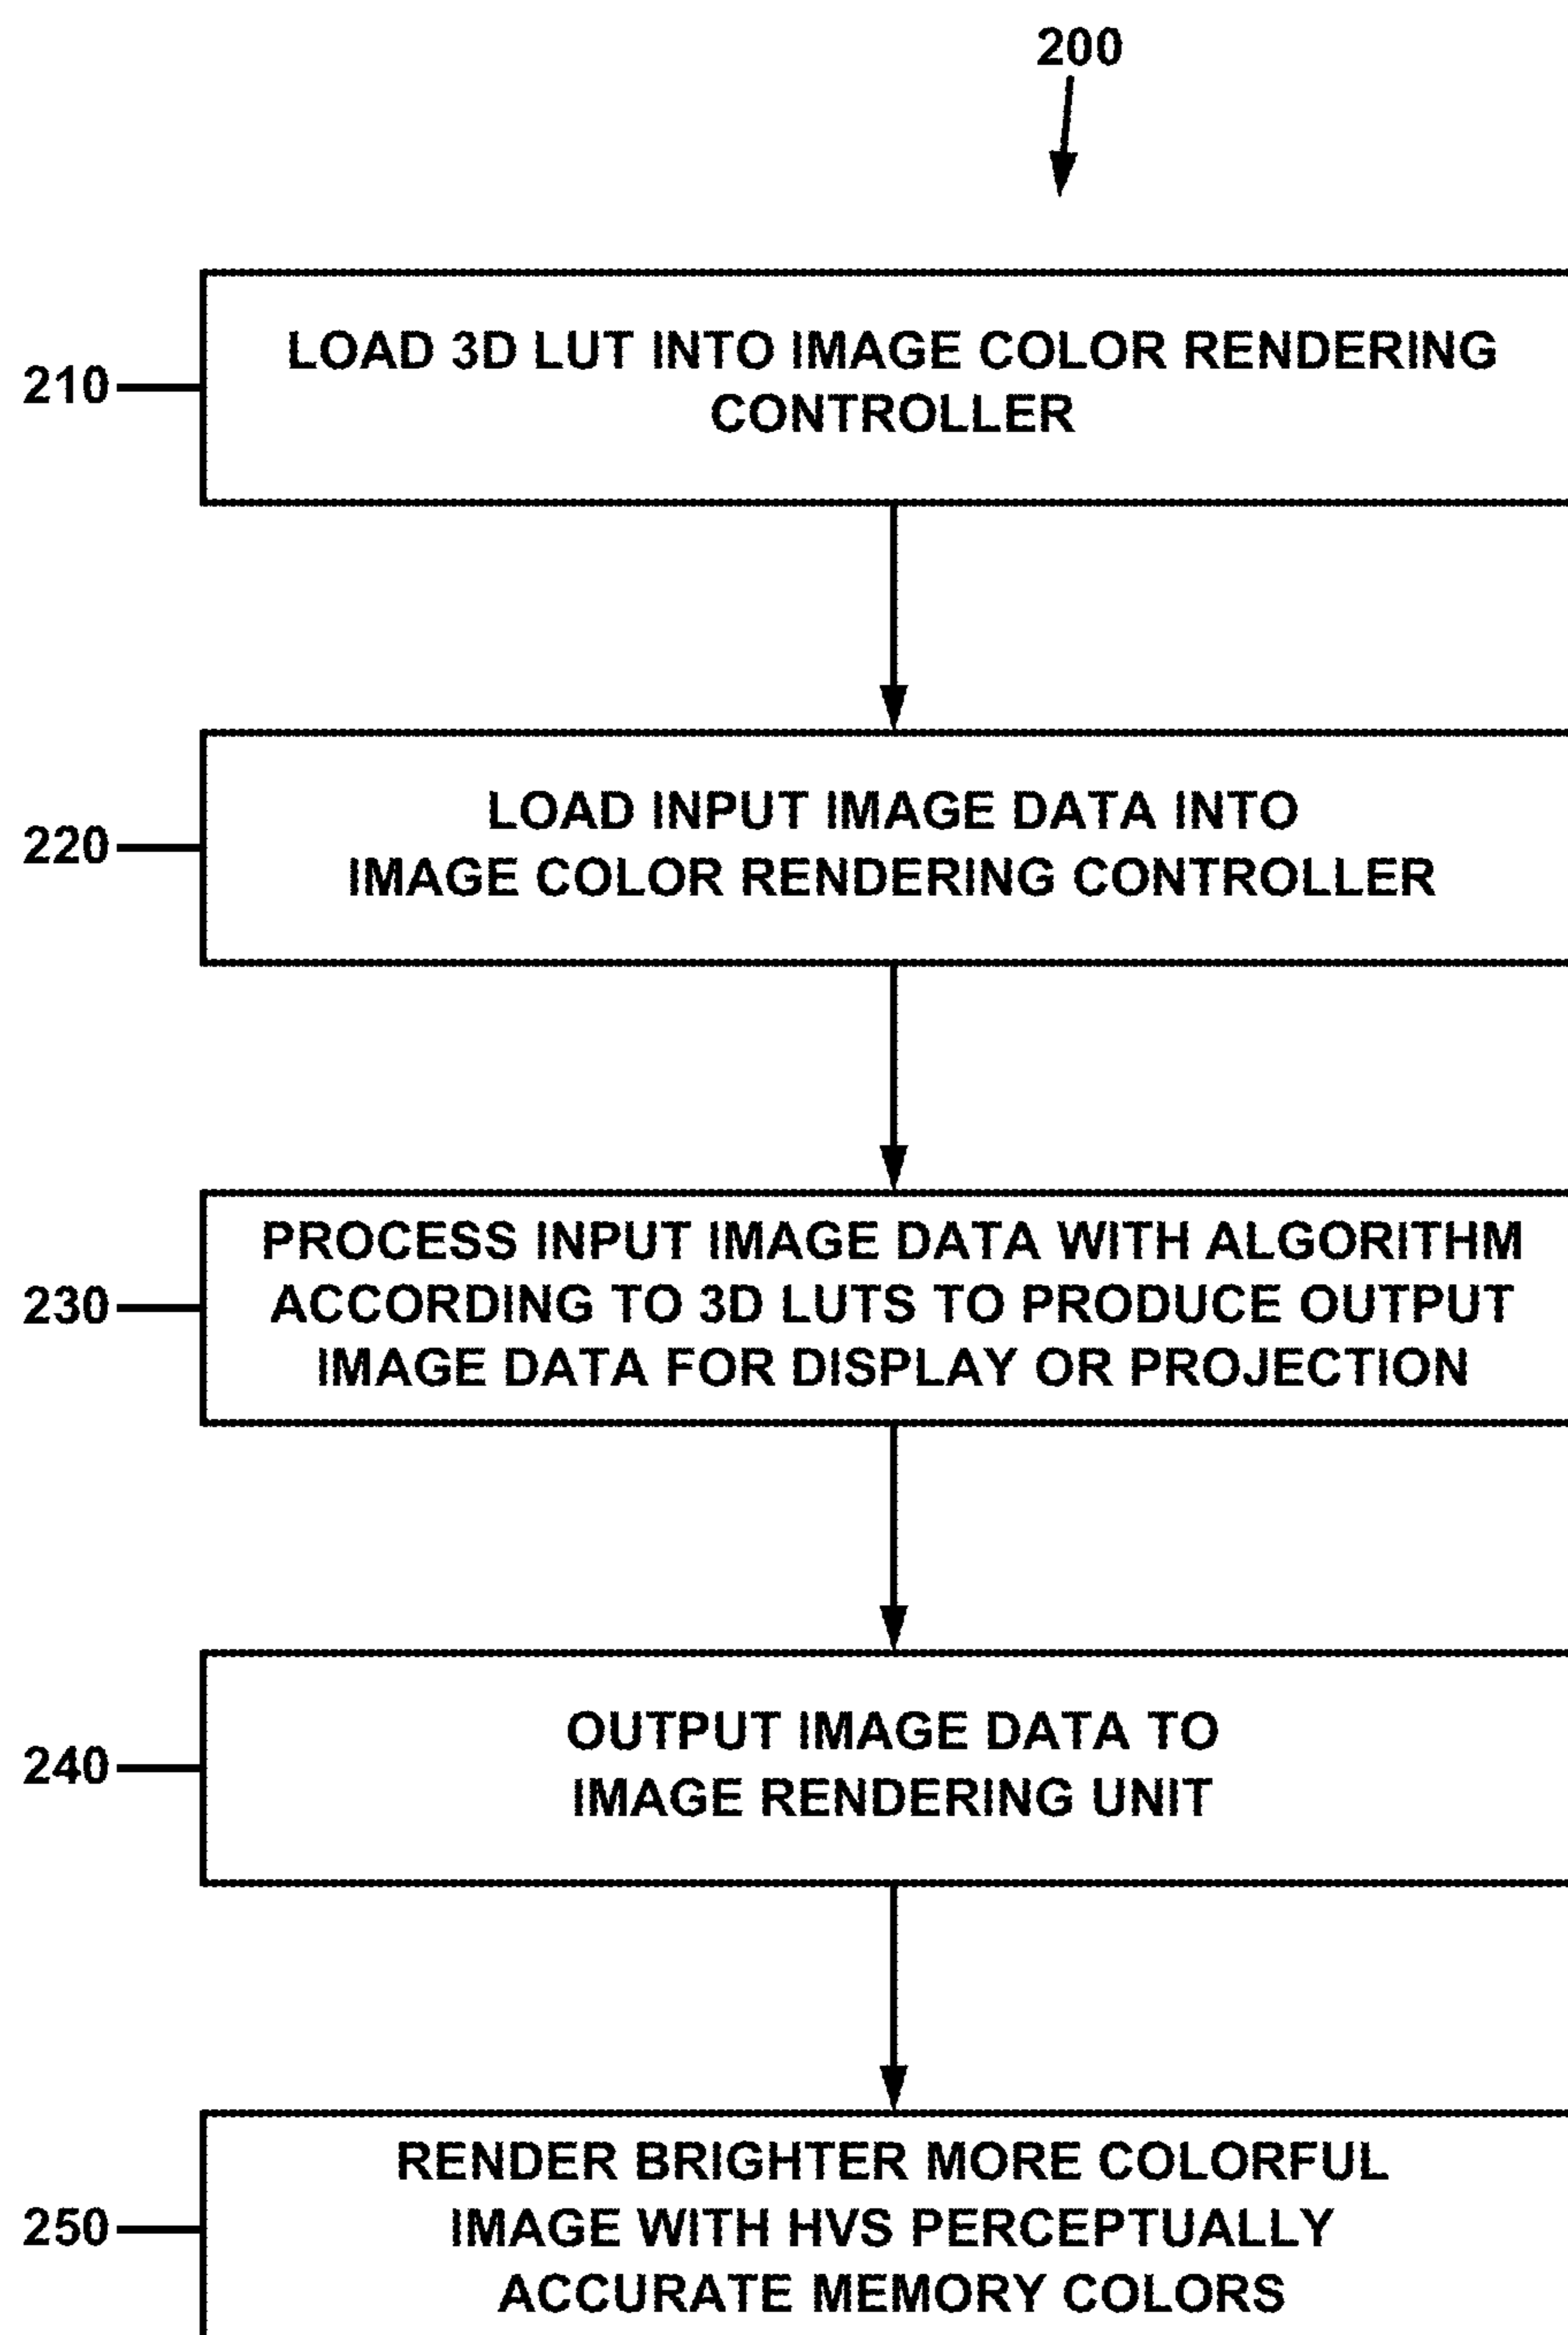 200
210
LOAD 3D LUT INTO IMAGE COLOR RENDERING
CONTROLLER
220
LOAD INPUT IMAGE DATA INTO
IMAGE COLOR RENDERING CONTROLLER
230
PROCESS INPUT IMAGE DATA WITH ALGORITHM
ACCORDING TO 3D LUTS TO PRODUCE OUTPUT
IMAGE DATA FOR DISPLAY OR PROJECTION
240
OUTPUT IMAGE DATA TO
IMAGE RENDERING UNIT
250
RENDER BRIGHTER MORE COLORFUL
IMAGE WITH HVS PERCEPTUALLY
ACCURATE MEMORY COLORS